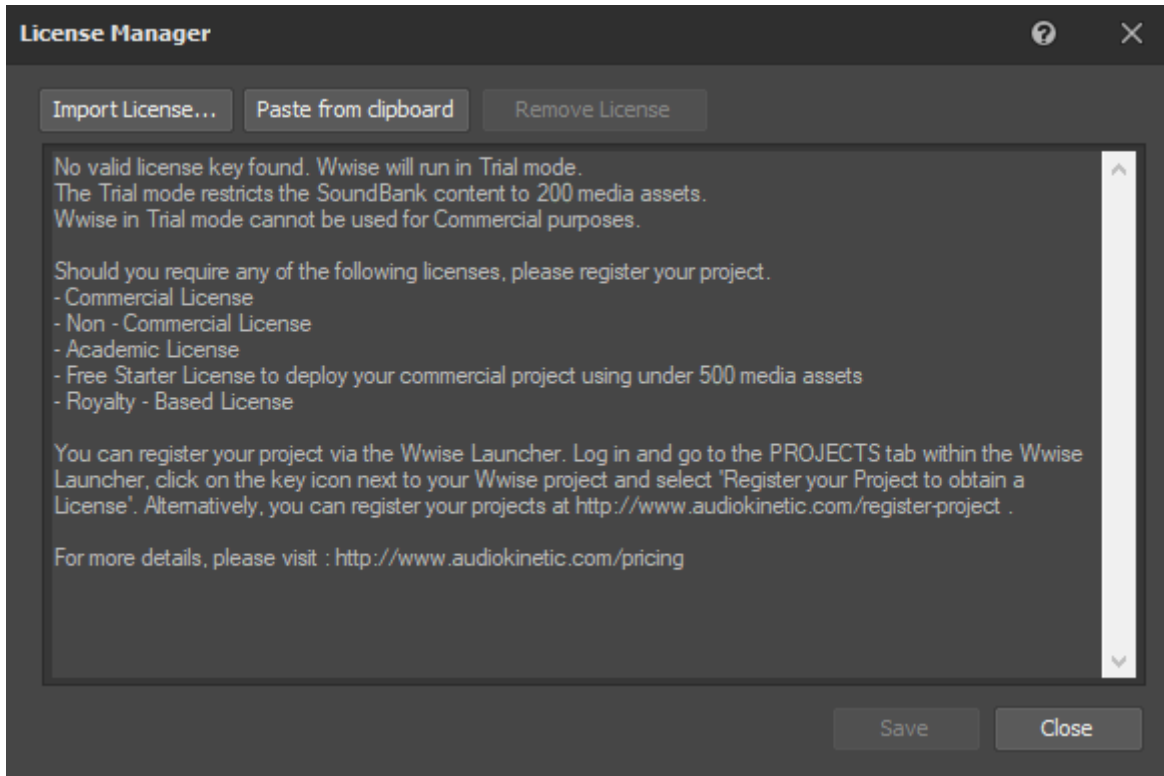 License Manager
Import License... Paste from clipboard Remove License
No valid license key found. Wwise will run in Trial mode.
The Trial mode restricts the SoundBank content to 200 media assets.
Wwise in Trial mode cannot be used for Commercial purposes.
Should you require any of the following licenses, please register your project.
- Commercial License
- Non - Commercial License
- Academic License
- Free Starter License to deploy your commercial project using under 500 media assets
- Royalty - Based License
You can register your project via the Wwise Launcher. Log in and go to the PROJECTS tab within the Wwise
Launcher, click on the key icon next to your Wwise project and select "Register your Project to obtain a
License". Alternatively, you can register your projects at http://www.audiokinetic.com/register-project .
For more details, please visit : http://www.audiokinetic.com/pricing
Save Close